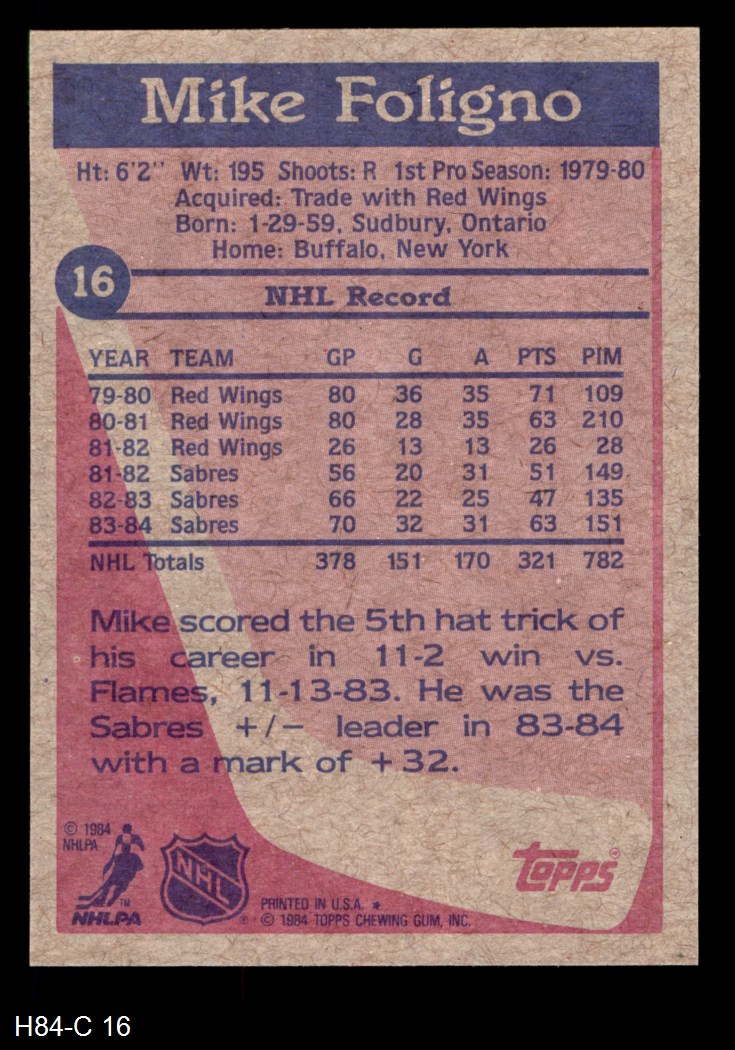 Mike Foligno
Ht: 6'2'' Wt: 195 Shoots: R 1st Pro Season: 1979-80
Acquired: Trade with Red Wings
Born: 1-29-59, Sudbury, Ontario
Home: Buffalo, New York
16
NHL Record
YEAR TEAM GP G A PTS PIM
79-80 Red Wings 80 36 35 71 109
80-81 Red Wings 80 28 35 63 210
81-82 Red Wings 26 13 13 26 28
81-82 Sabres 56 20 31 51 149
82-83 Sabres 66 22 25 47 135
83-84 Sabres 70 32 31 63 151
NHL Totals 378 151 170 321 782
Mike scored the 5th hat trick of
his career in 11-2 win vs.
Flames, 11-13-83. He was the
Sabres +/− leader in 83-84
with a mark of +32.
© 1984
NHLPA
TM
NHLPA
NHL
®
topps®
PRINTED IN U.S.A. *
© 1984 TOPPS CHEWING GUM, INC.
H84-C 16